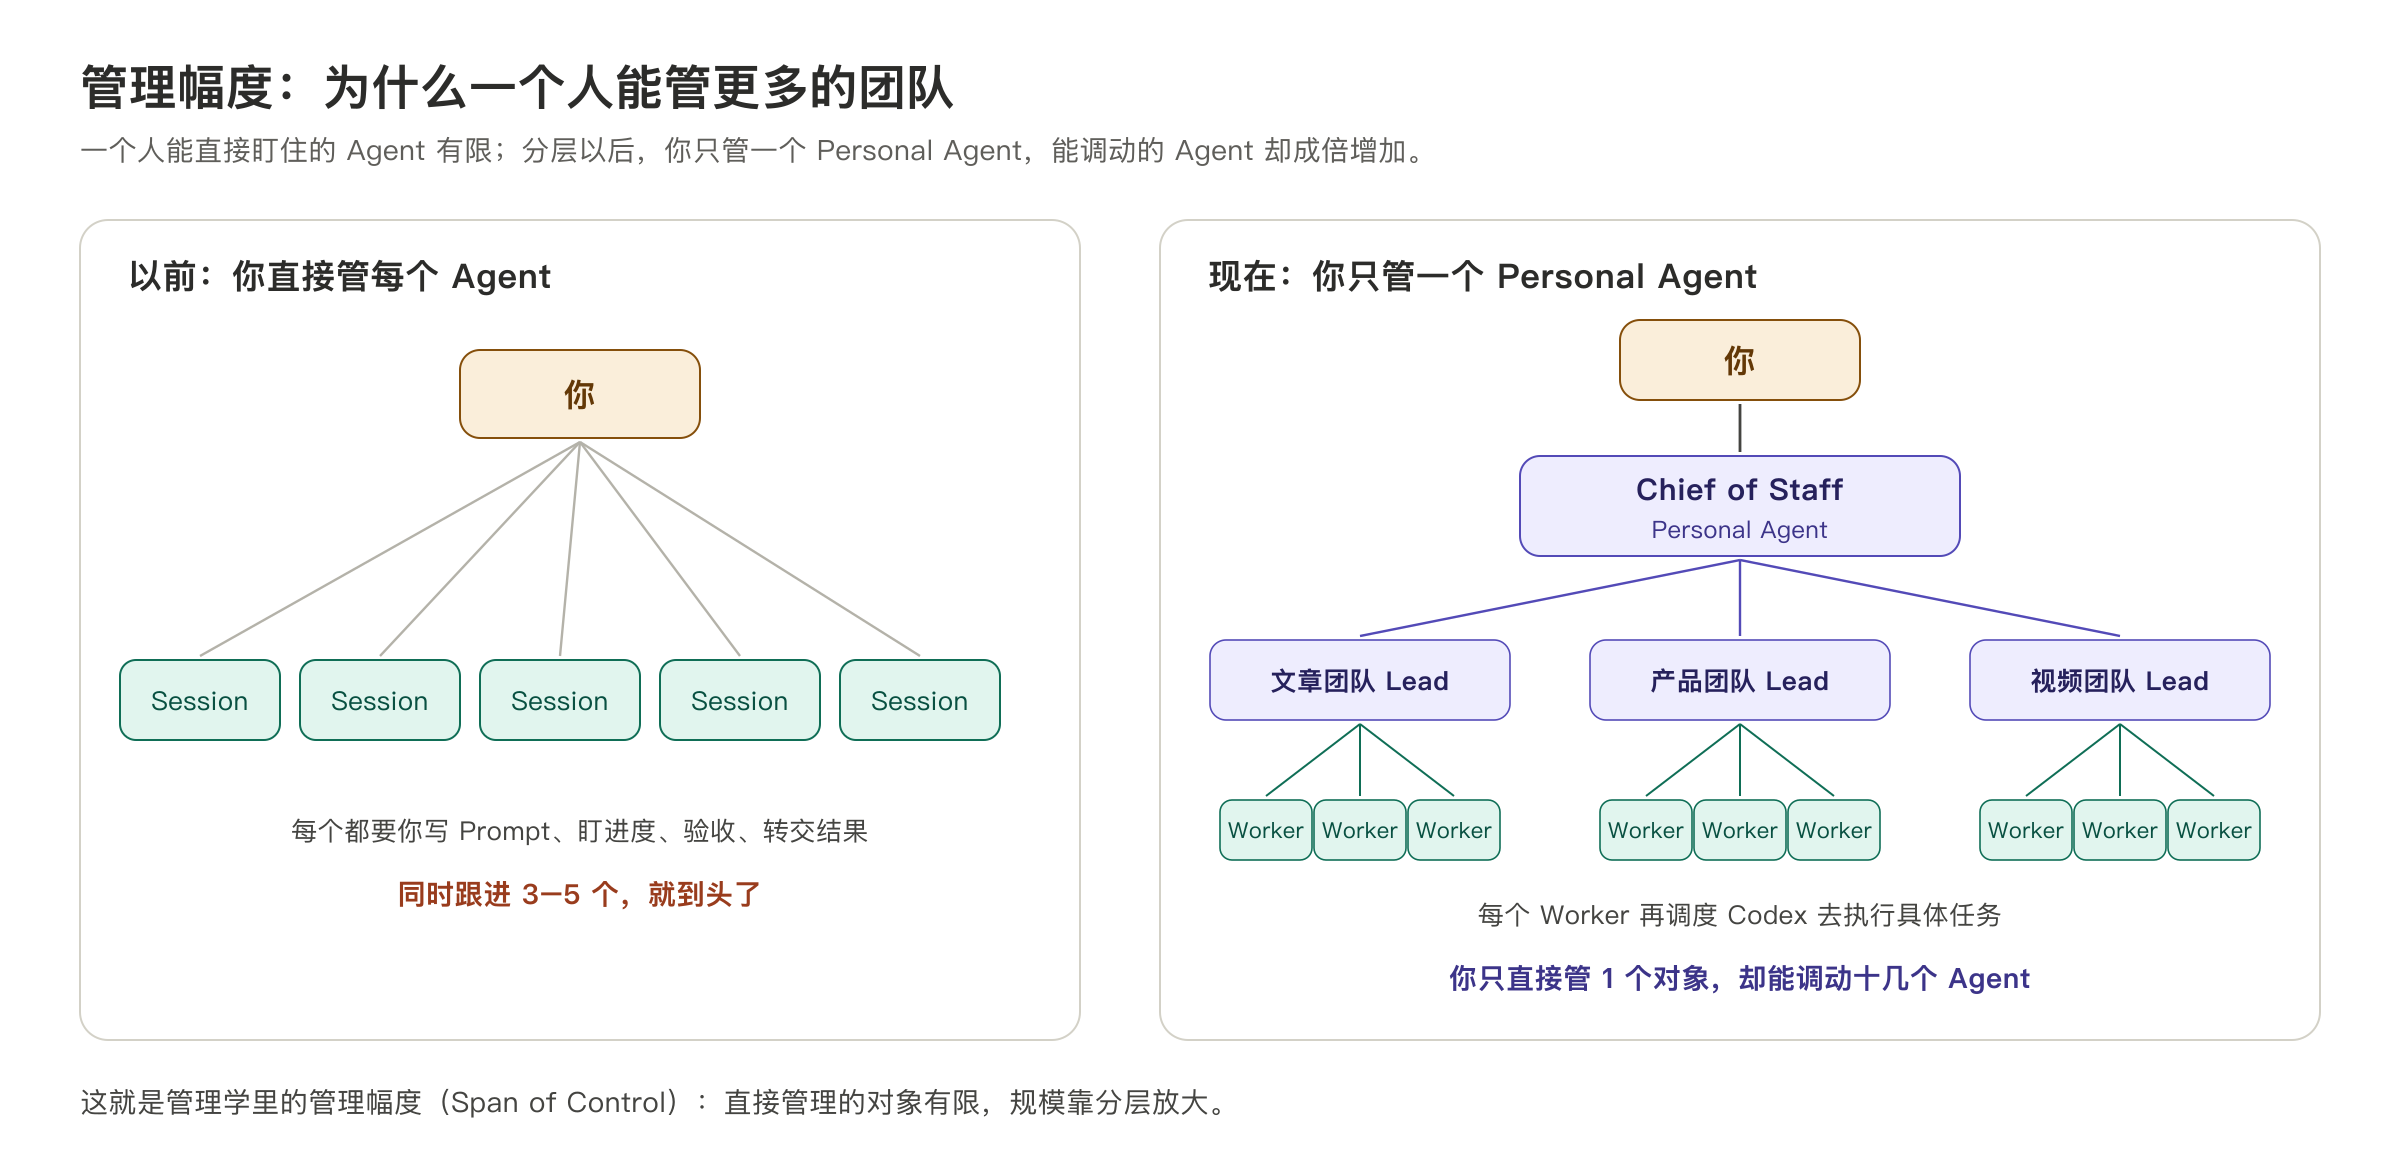 管理幅度：为什么一个人能管更多的团队
一个人能直接盯住的 Agent 有限；分层以后，你只管一个 Personal Agent，能调动的 Agent 却成倍增加。
以前：你直接管每个 Agent
你
Session
Session
Session
Session
Session
每个都要你写 Prompt、盯进度、验收、转交结果
同时跟进 3—5 个，就到头了
现在：你只管一个 Personal Agent
你
Chief of Staff
Personal Agent
文章团队 Lead
产品团队 Lead
视频团队 Lead
Worker
Worker
Worker
Worker
Worker
Worker
Worker
Worker
Worker
每个 Worker 再调度 Codex 去执行具体任务
你只直接管 1 个对象，却能调动十几个 Agent
这就是管理学里的管理幅度（Span of Control）：直接管理的对象有限，规模靠分层放大。